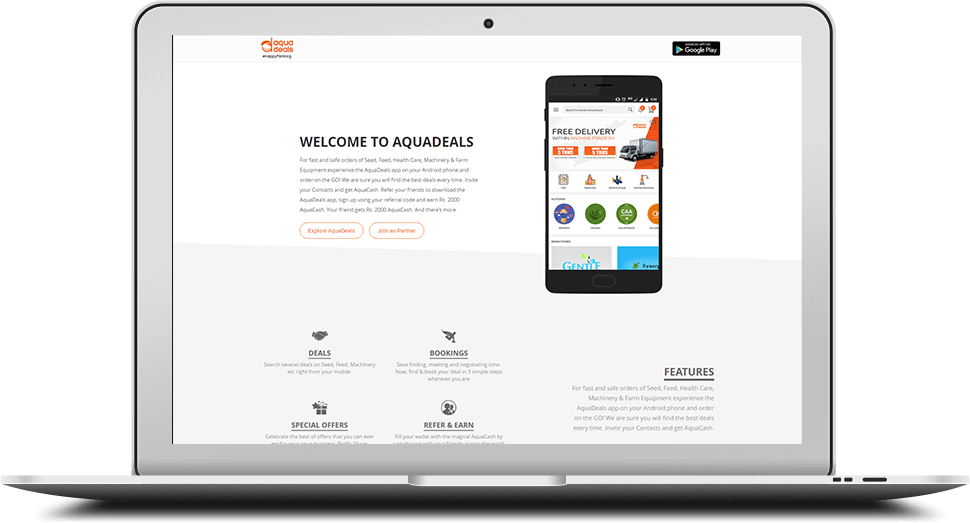 aqua
deals
#HappyFarming
ANDROID APP ON
Google Play
WELCOME TO AQUADEALS
For fast and safe orders of Seed, Feed, Health Care, Machinery & Farm
Equipment experience the AquaDeals app on your Android phone and
order on the GO! We are sure you will find the best deals every time. Invite
your Contacts and get AquaCash. Refer your friends to download the
AquaDeals app, sign up using your referral code and earn Rs. 2000
AquaCash. Your friend gets Rs. 2000 AquaCash. And there's more
Explore AquaDeals
Join as Partner
Search for brands and products
FREE DELIVERY
WITHIN ANDHRA PRADESH
3 TONS
5 TONS
CAA
GENTLE
Synerg
DEALS
Search several deals on Seed, Feed, Machinery
etc right from your mobile.
BOOKINGS
Save finding, meeting and negotiating time.
Now, find & book your deal in 3 simple steps
wherever you are
SPECIAL OFFERS
Celebrate the best of offers that you can ever
REFER & EARN
Fill your wallet with the magical AquaCash by
FEATURES
For fast and safe orders of Seed, Feed, Health Care,
Machinery & Farm Equipment experience the
AquaDeals app on your Android phone and order
on the GO! We are sure you will find the best deals
every time. Invite your Contacts and get AquaCash.